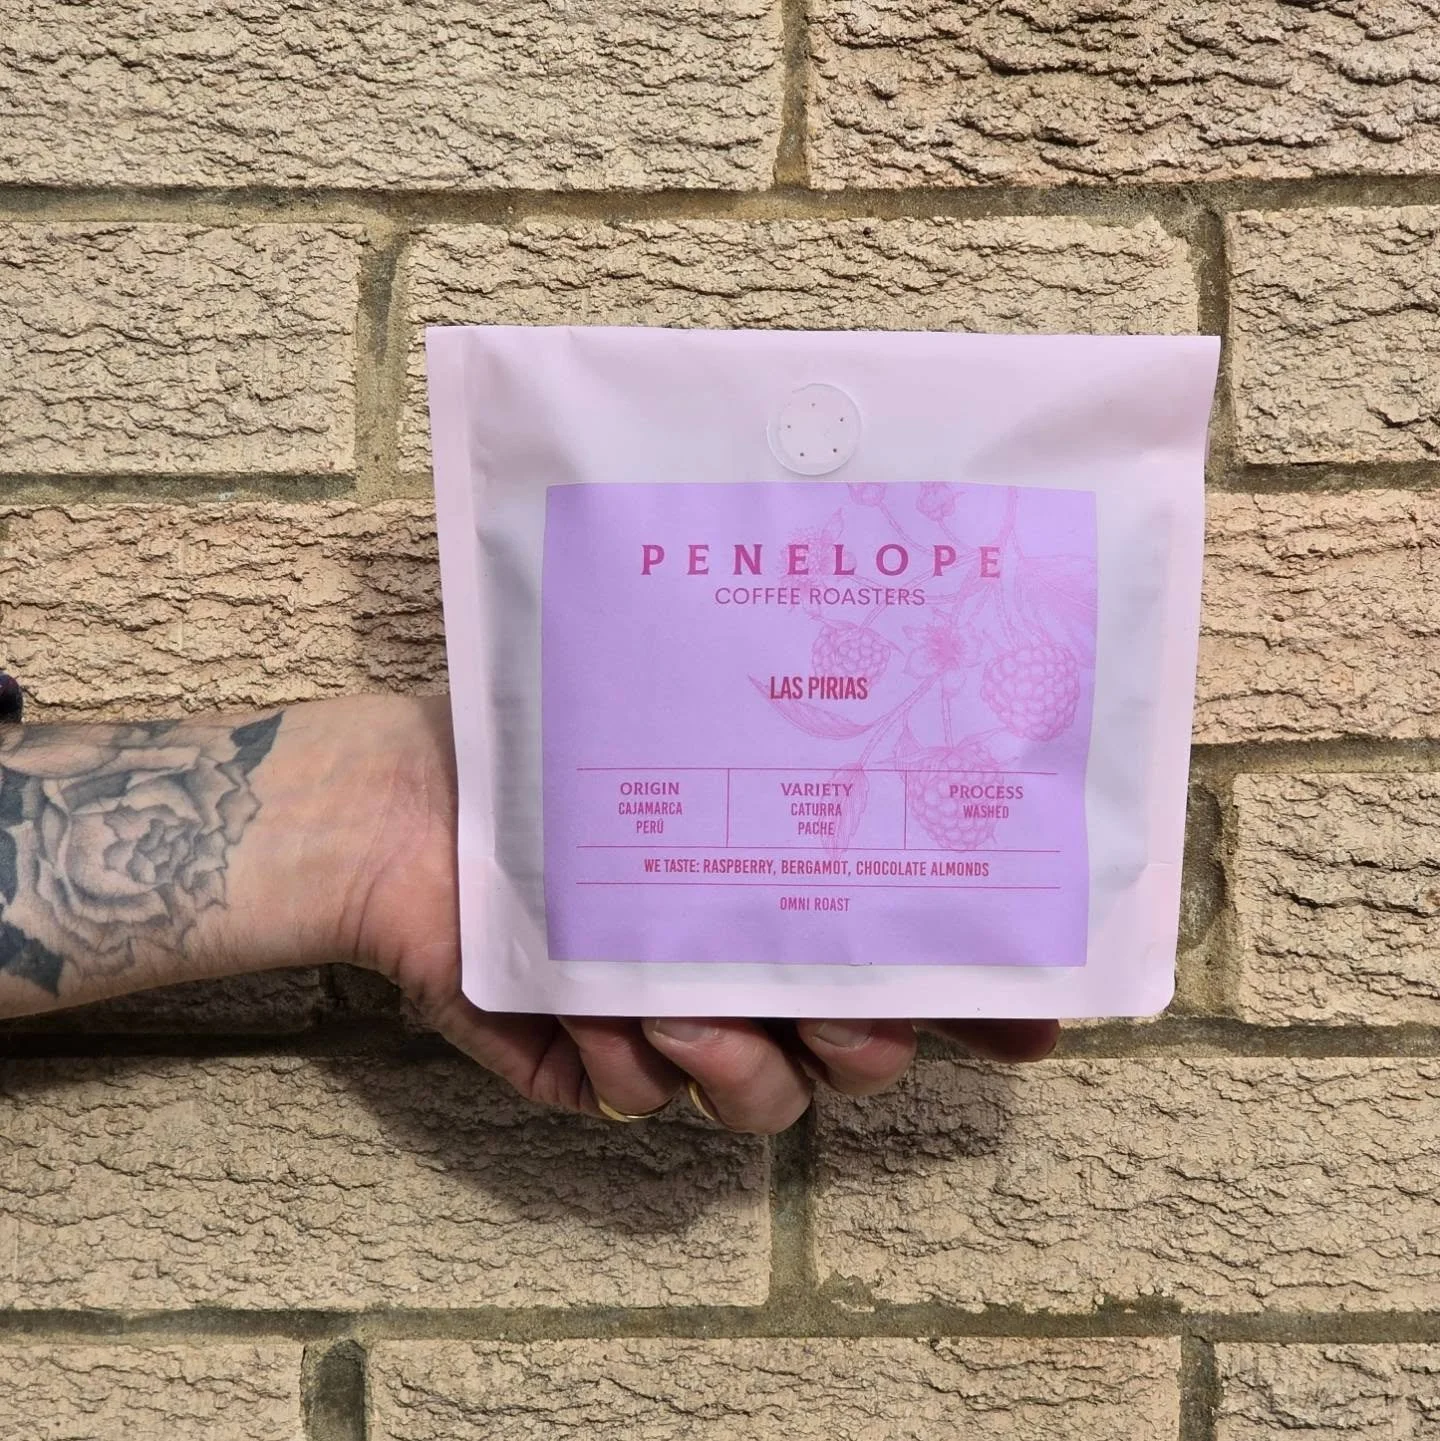 PENELOPE
COFFEE ROASTERS
LAS PIRIAS
ORIGIN
CAJAMARCA
PERÚ
VARIETY
CATURRA
PACHE
PROCESS
WASHED
WE TASTE: RASPBERRY, BERGAMOT, CHOCOLATE ALMONDS
OMNI ROAST